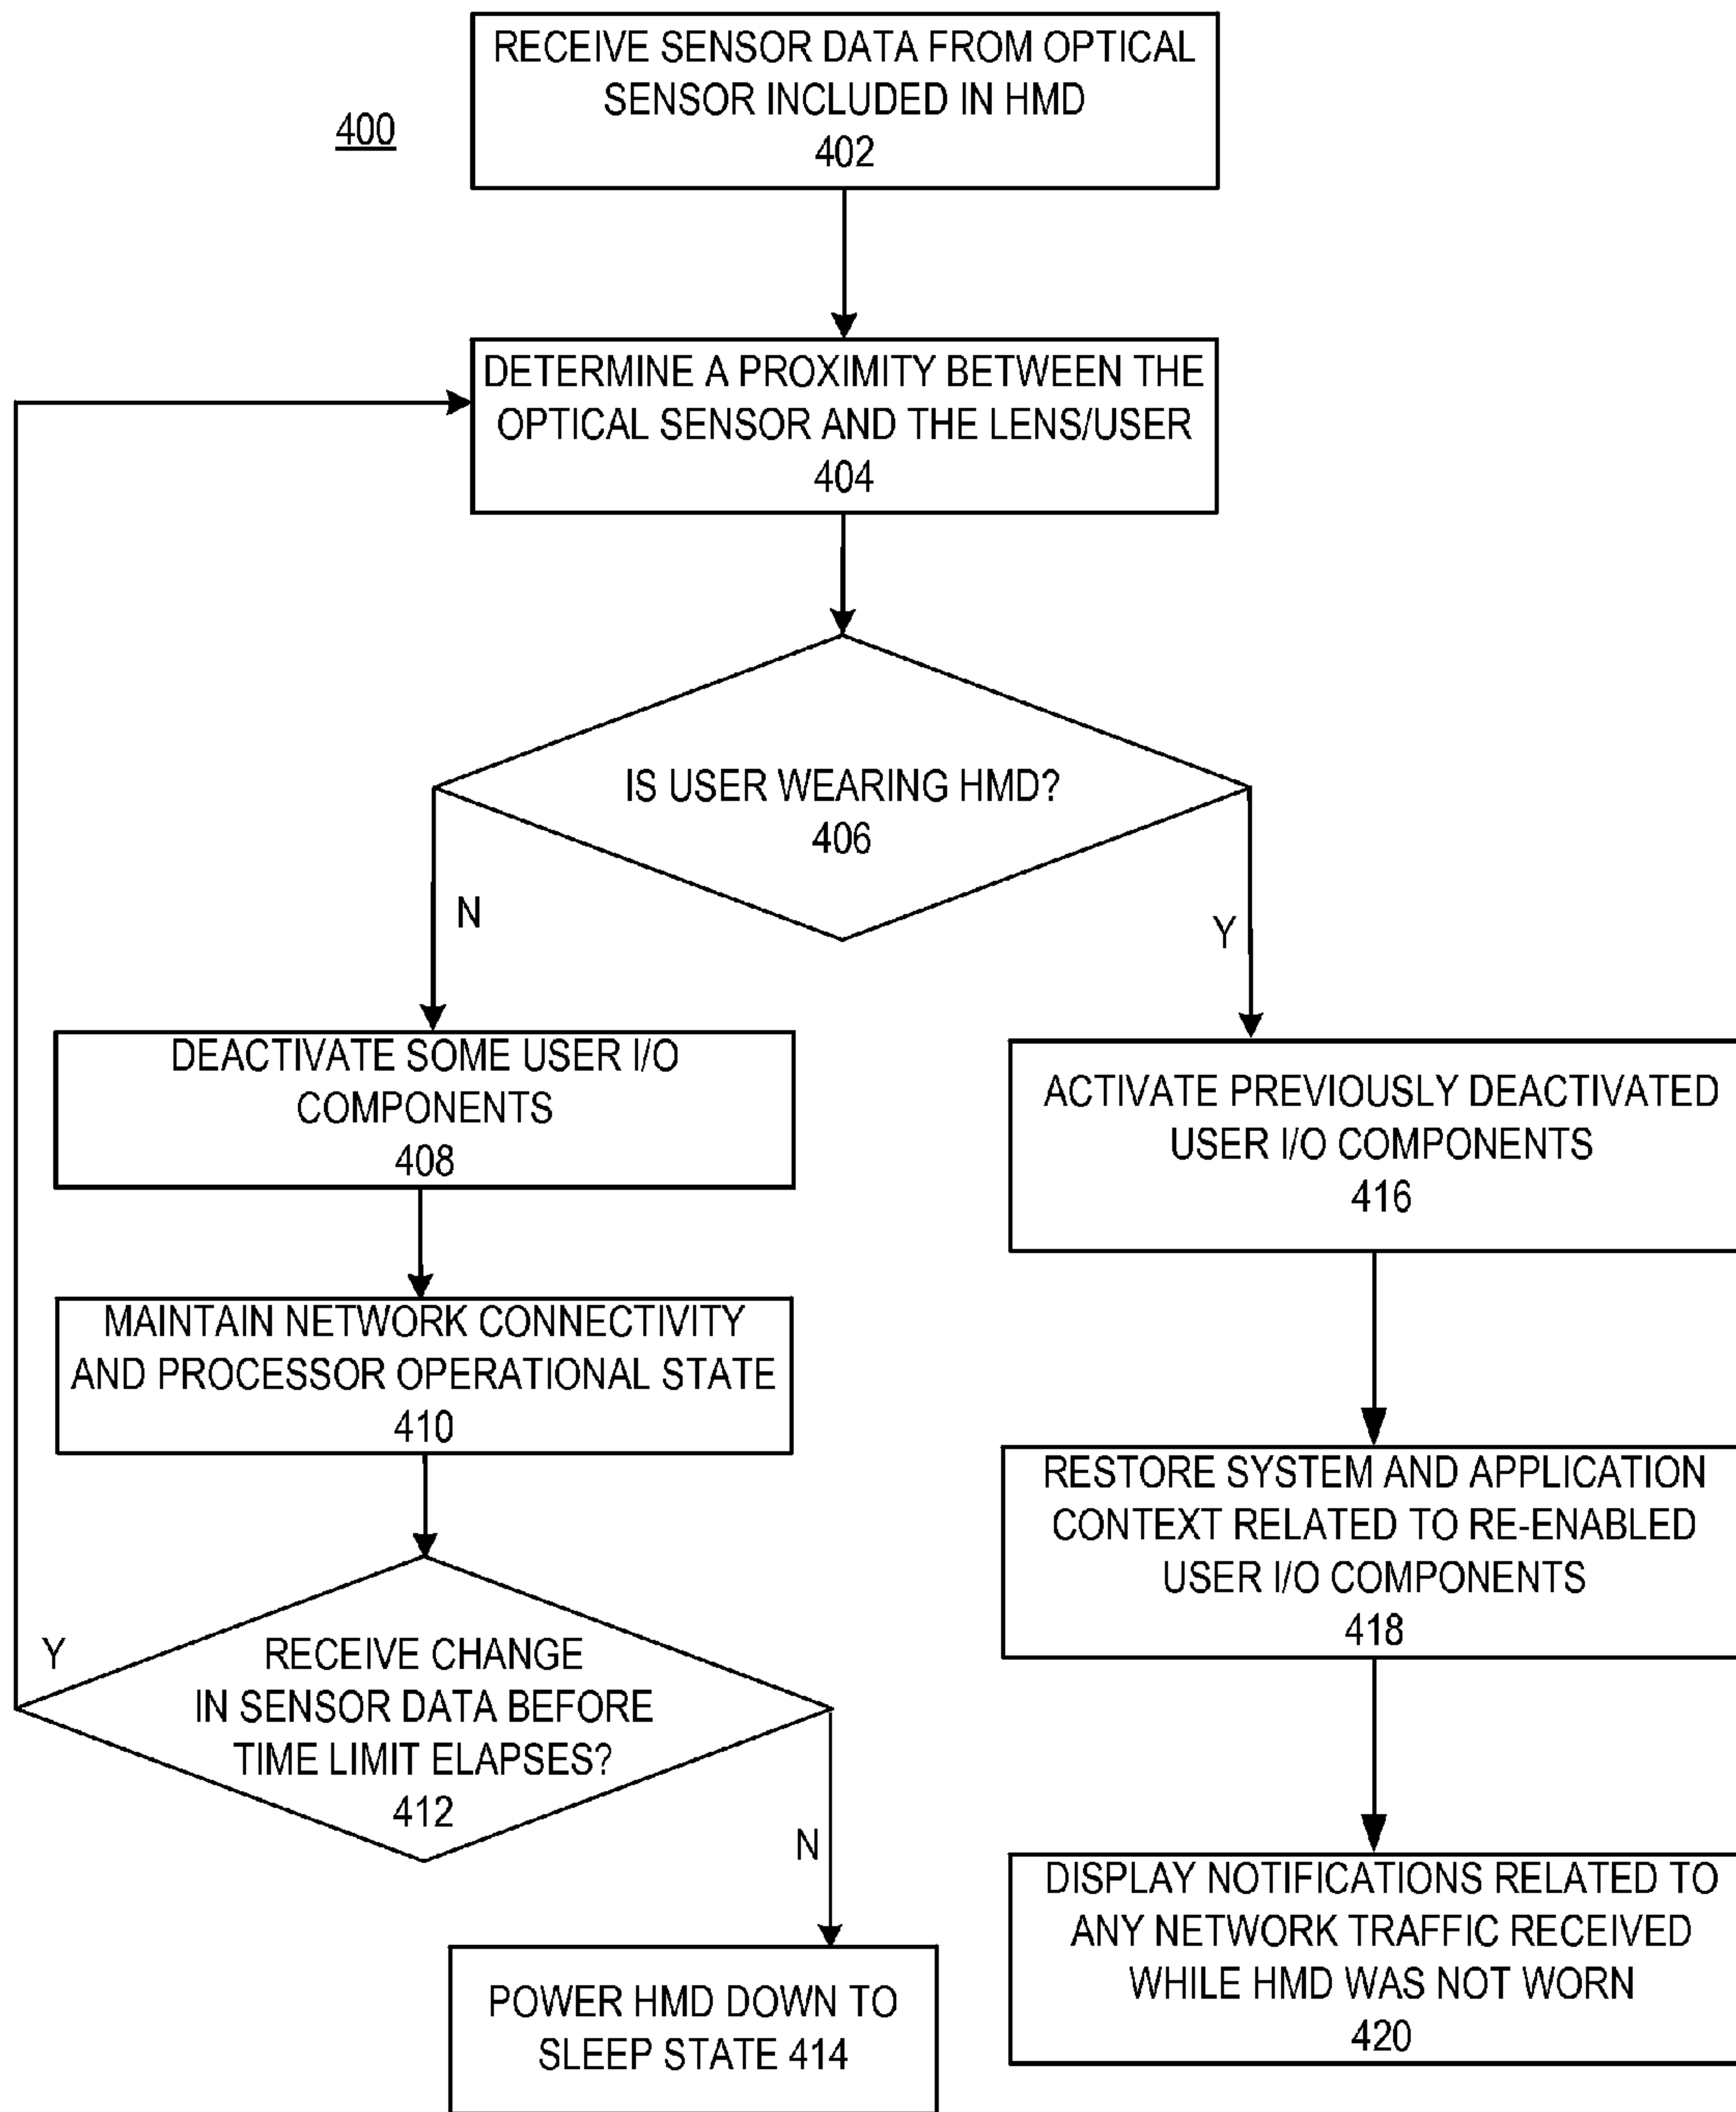 400
RECEIVE SENSOR DATA FROM OPTICAL
SENSOR INCLUDED IN HMD
402
DETERMINE A PROXIMITY BETWEEN THE
OPTICAL SENSOR AND THE LENS/USER
404
IS USER WEARING HMD?
406
N
Y
DEACTIVATE SOME USER I/O
COMPONENTS
408
MAINTAIN NETWORK CONNECTIVITY
AND PROCESSOR OPERATIONAL STATE
410
RECEIVE CHANGE
IN SENSOR DATA BEFORE
TIME LIMIT ELAPSES?
412
Y
N
POWER HMD DOWN TO
SLEEP STATE 414
ACTIVATE PREVIOUSLY DEACTIVATED
USER I/O COMPONENTS
416
RESTORE SYSTEM AND APPLICATION
CONTEXT RELATED TO RE-ENABLED
USER I/O COMPONENTS
418
DISPLAY NOTIFICATIONS RELATED TO
ANY NETWORK TRAFFIC RECEIVED
WHILE HMD WAS NOT WORN
420